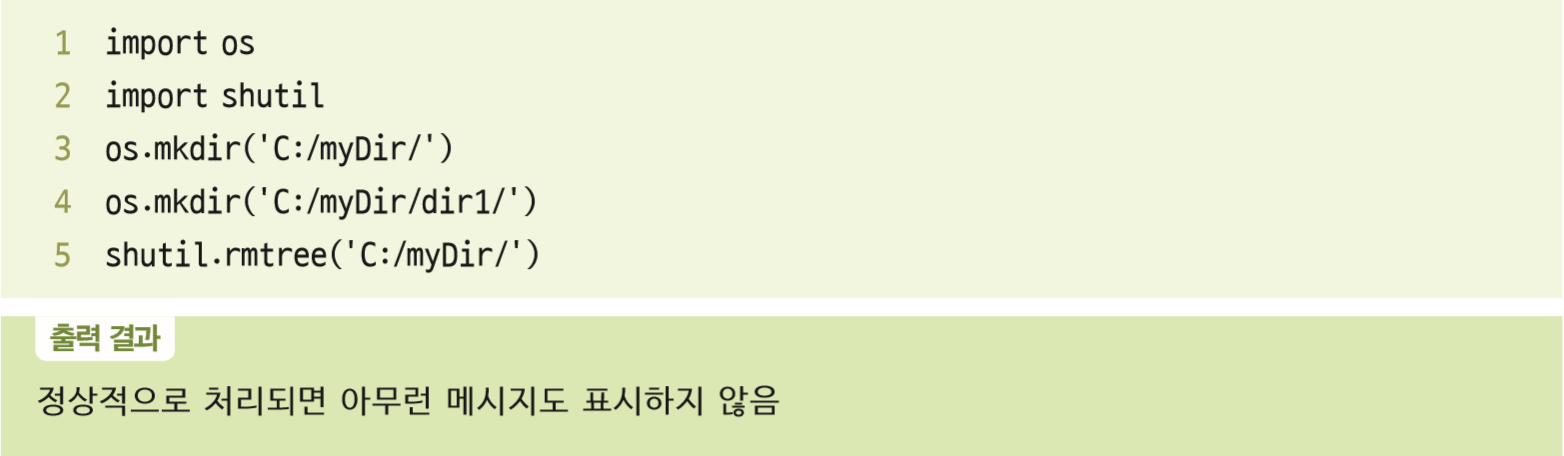 1 import os
2 import shutil
3 os.mkdir('C:/myDir/')
4 os.mkdir('C:/myDir/dir1/')
5 shutil.rmtree('C:/myDir/')
출력 결과
정상적으로 처리되면 아무런 메시지도 표시하지 않음